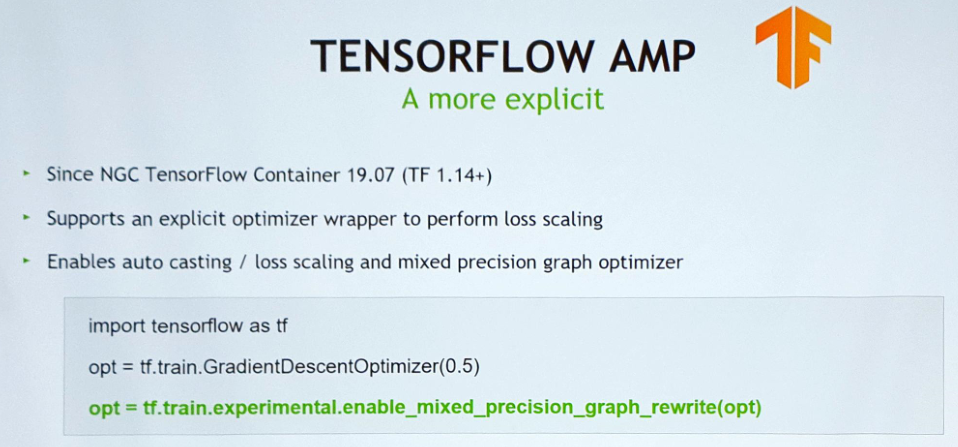 TENSORFLOW AMP
A more explicit
Since NGC TensorFlow Container 19.07 (TF 1.14+)
Supports an explicit optimizer wrapper to perform loss scaling
Enables auto casting / loss scaling and mixed precision graph optimizer
import tensorflow as tf
opt = tf.train.GradientDescentOptimizer(0.5)
opt = tf.train.experimental.enable_mixed_precision_graph_rewrite(opt)